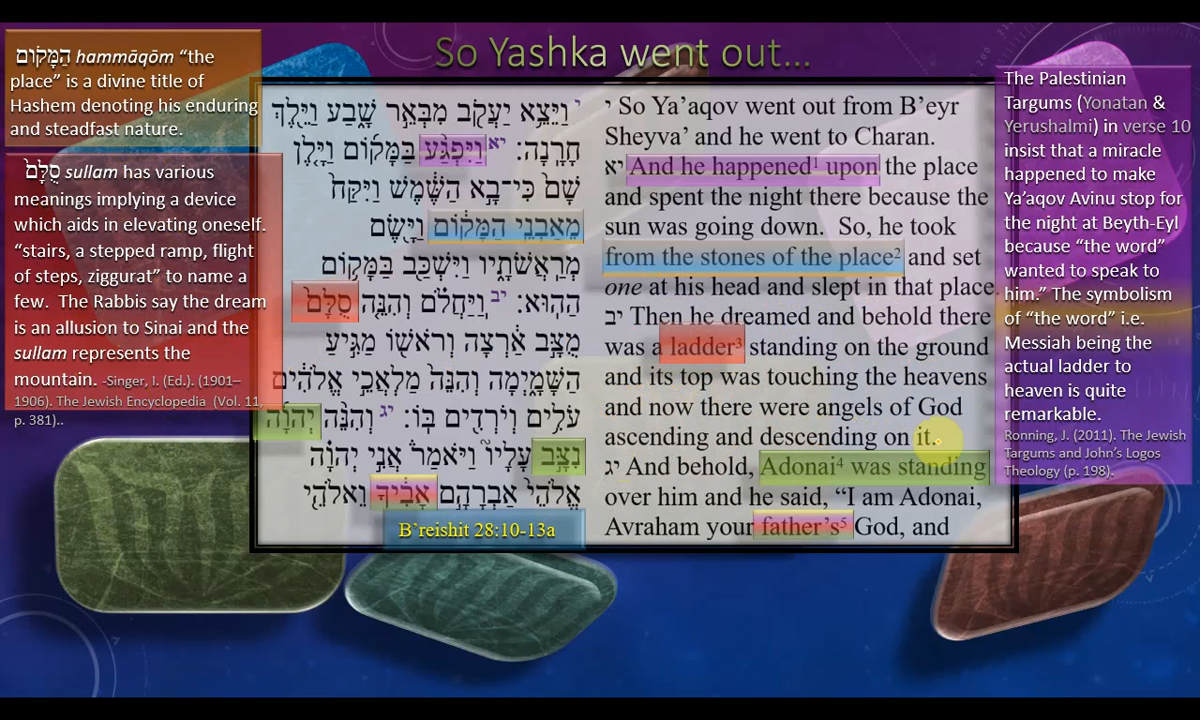 So Yashka went out...
הַמָּקוֹם hammāqōm “the
place” is a divine title of
Hashem denoting his enduring
and steadfast nature.
סֻלָּם sullam has various
meanings implying a device
which aids in elevating oneself.
“stairs, a stepped ramp, flight
of steps, ziggurat” to name a
few. The Rabbis say the dream
is an allusion to Sinai and the
sullam represents the
mountain. -Singer, I. (Ed.). (1901–
1906). The Jewish Encyclopedia (Vol. 11,
p. 381)..
י וַיֵּצֵ֥א יַעֲקֹ֖ב מִבְּאֵ֣ר שָׁ֑בַע וַיֵּ֖לֶךְ
חָרָֽנָה׃ יא וַיִּפְגַּ֨ע בַּמָּק֜וֹם וַיָּ֤לֶן
שָׁם֙ כִּי־בָ֣א הַשֶּׁ֔מֶשׁ וַיִּקַּח֙
מֵאַבְנֵ֣י הַמָּק֔וֹם וַיָּ֖שֶׂם
מְרַֽאֲשֹׁתָ֑יו וַיִּשְׁכַּ֖ב בַּמָּק֥וֹם
הַהֽוּא׃ יב וַֽיַּחֲלֹ֗ם וְהִנֵּ֤ה סֻלָּם֙
מֻצָּ֣ב אַ֔רְצָה וְרֹאשׁ֖וֹ מַגִּ֣יעַ
הַשָּׁמָ֑יְמָה וְהִנֵּה֙ מַלְאֲכֵ֣י אֱלֹהִ֔ים
עֹלִ֥ים וְיֹרְדִ֖ים בּֽוֹ׃ יג וְהִנֵּ֨ה יְהוָ֜ה
נִצָּ֣ב עָלָיו֮ וַיֹּאמַר֒ אֲנִ֣י יְהוָ֗ה
אֱלֹהֵי֙ אַבְרָהָ֣ם אָבִ֔יךָ וֵאלֹהֵ֖י
B’reishit 28:10-13a
י So Ya’aqov went out from B’eyr
Sheyva’ and he went to Charan.
יא And he happened¹ upon the place
and spent the night there because the
sun was going down. So, he took
from the stones of the place² and set
one at his head and slept in that place.
יב Then he dreamed and behold there
was a ladder³ standing on the ground
and its top was touching the heavens
and now there were angels of God
ascending and descending on it.
יג And behold, Adonai⁴ was standing
over him and he said, “I am Adonai,
Avraham your father’s⁵ God, and
The Palestinian
Targums (Yonatan &
Yerushalmi) in verse 10
insist that a miracle
happened to make
Ya’aqov Avinu stop for
the night at Beyth-Eyl
because “the word”
wanted to speak to
him.” The symbolism
of “the word” i.e.
Messiah being the
actual ladder to
heaven is quite
remarkable.
Ronning, J. (2011). The Jewish
Targums and John’s Logos
Theology (p. 198).